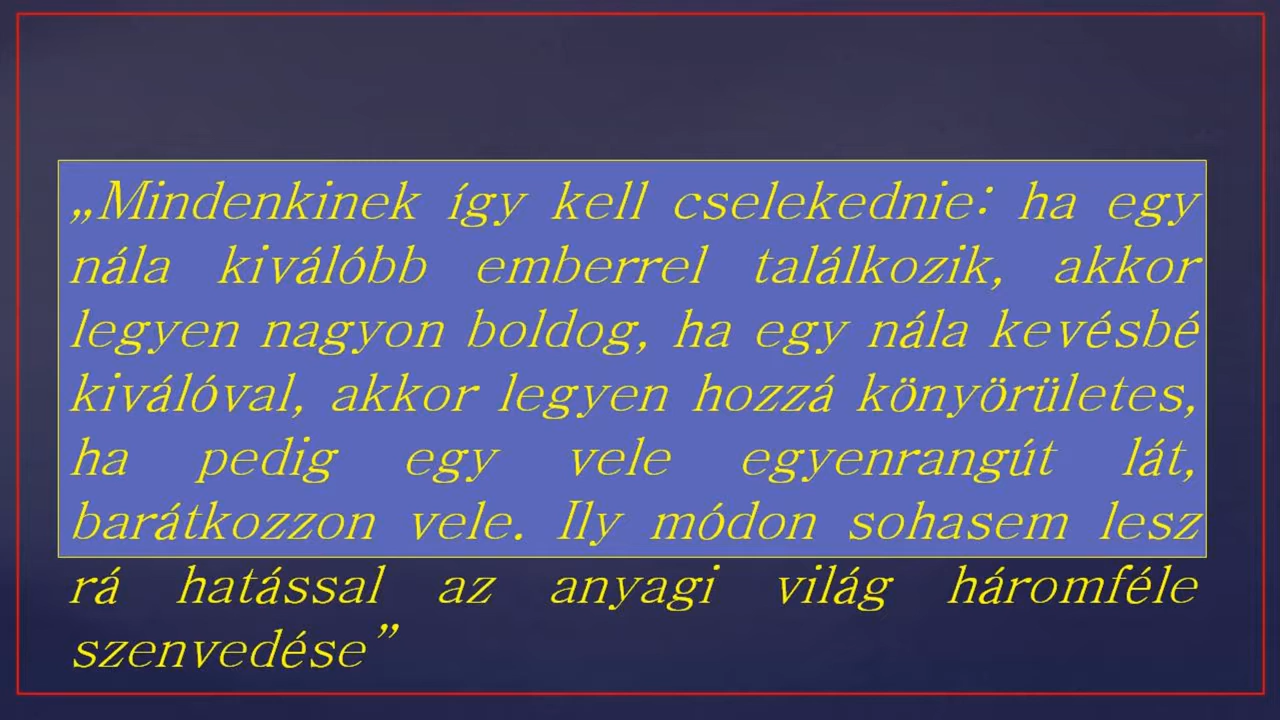 „Mindenkinek így kell cselekednie: ha egy
nála kiválóbb emberrel találkozik, akkor
legyen nagyon boldog, ha egy nála kevésbé
kiválóval, akkor legyen hozzá könyörületes,
ha pedig egy vele egyenrangút lát,
barátkozzon vele. Ily módon sohasem lesz
rá hatással az anyagi világ háromféle
szenvedése”